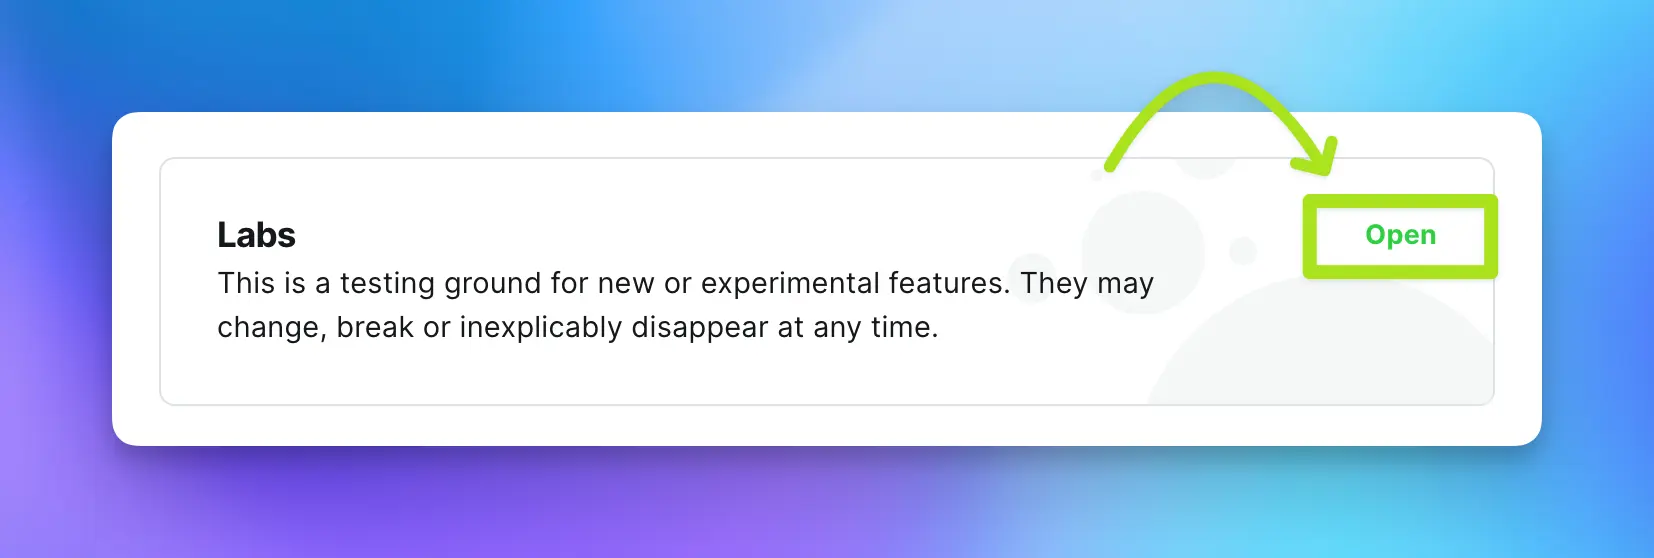 Labs
Open
This is a testing ground for new or experimental features. They may
change, break or inexplicably disappear at any time.